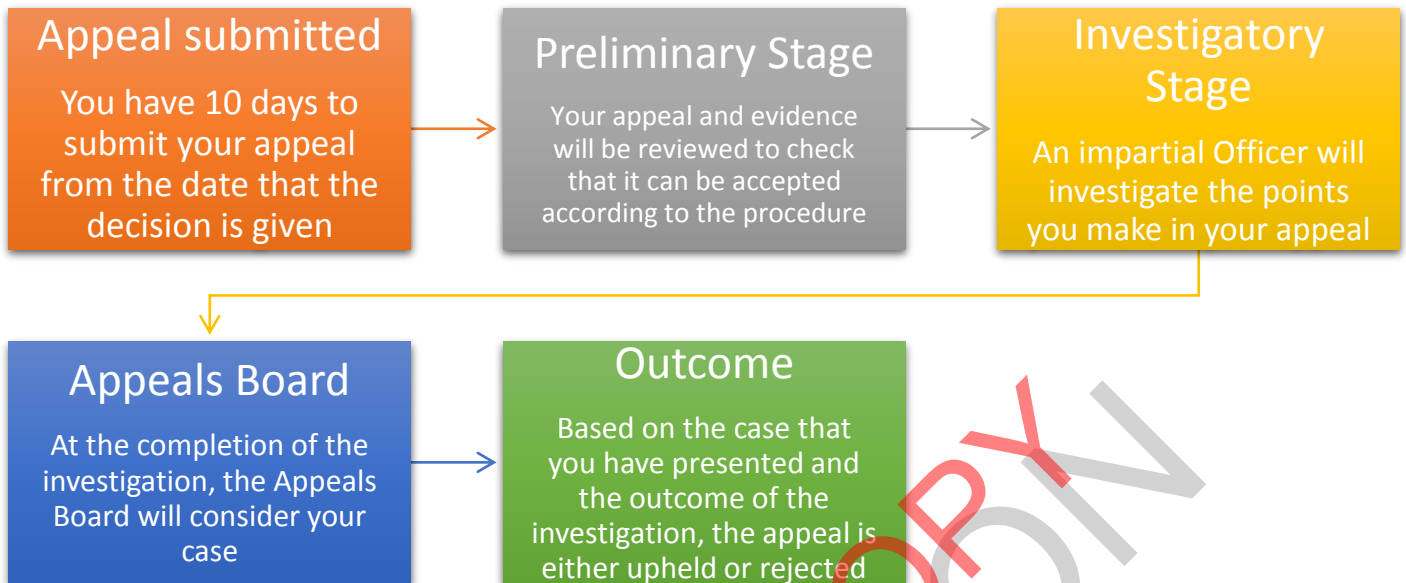 Appeal submitted
You have 10 days to
submit your appeal
from the date that the
decision is given
Preliminary Stage
Your appeal and evidence
will be reviewed to check
that it can be accepted
according to the procedure
Investigatory
Stage
An impartial Officer will
investigate the points
you make in your appeal
Appeals Board
At the completion of the
investigation, the Appeals
Board will consider your
case
Outcome
Based on the case that
you have presented and
the outcome of the
investigation, the appeal is
either upheld or rejected